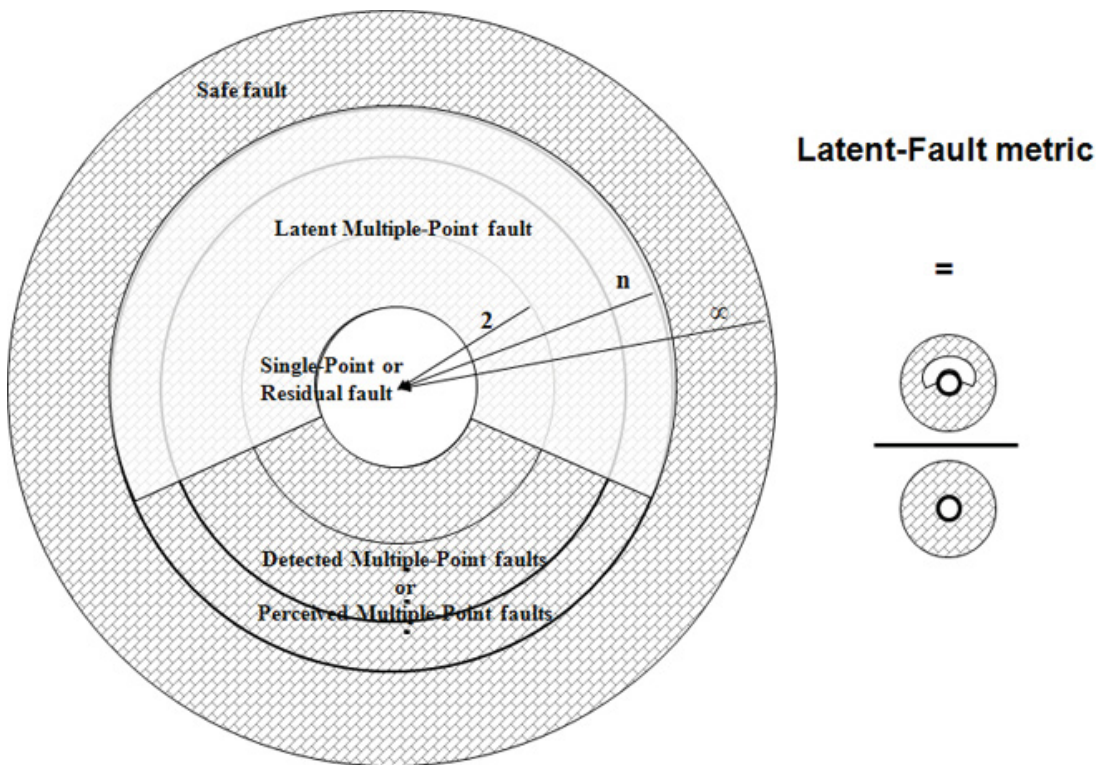 Safe fault
Latent-Fault metric
Latent Multiple-Point fault
=
n
∞
2
Single-Point or
Residual fault
Detected Multiple-Point faults
or
Perceived Multiple-Point faults